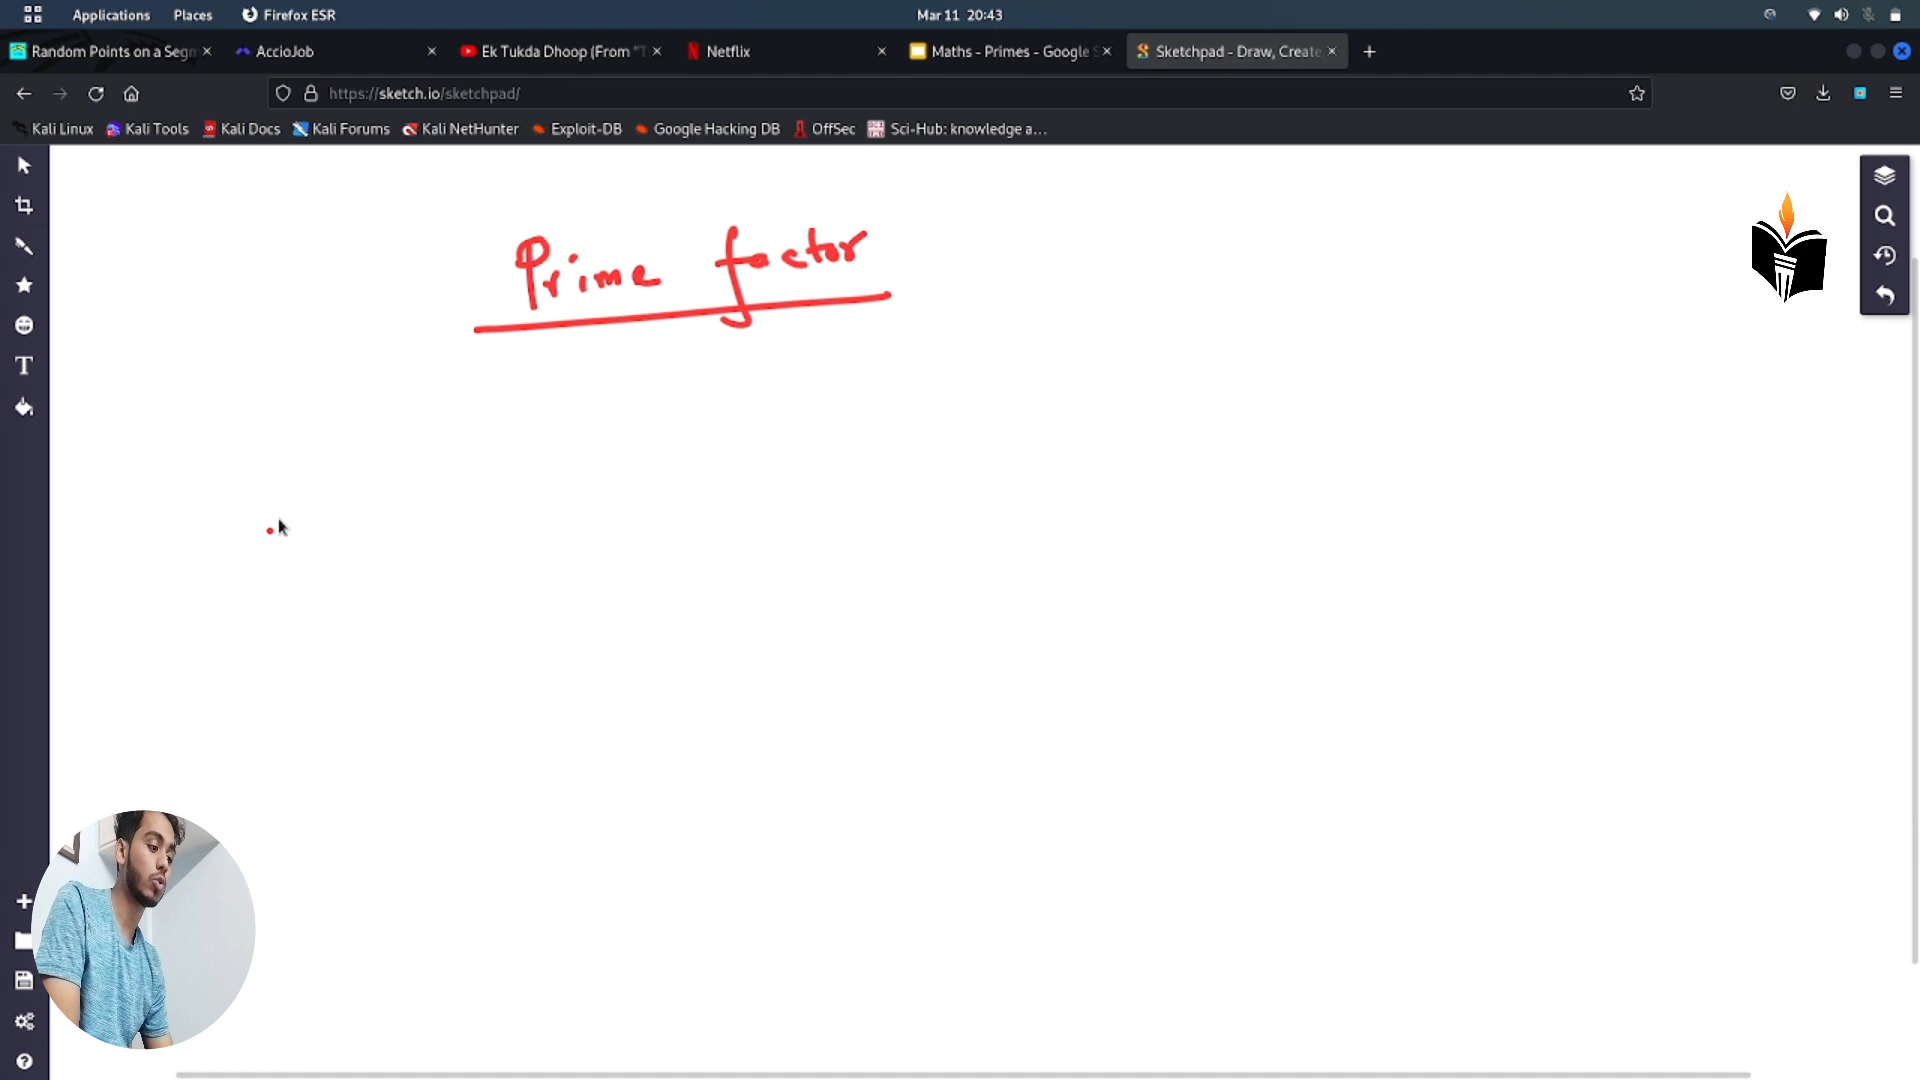 Applications Places Firefox ESR Mar 11 20:43
Random Points on a Seg AccioJob Ek Tukda Dhoop (From "T Netflix Maths - Primes - Google S Sketchpad - Draw, Create
https://sketch.io/sketchpad/
Kali Linux Kali Tools Kali Docs Kali Forums Kali NetHunter Exploit-DB Google Hacking DB OffSec Sci-Hub: knowledge a...
Prime factor